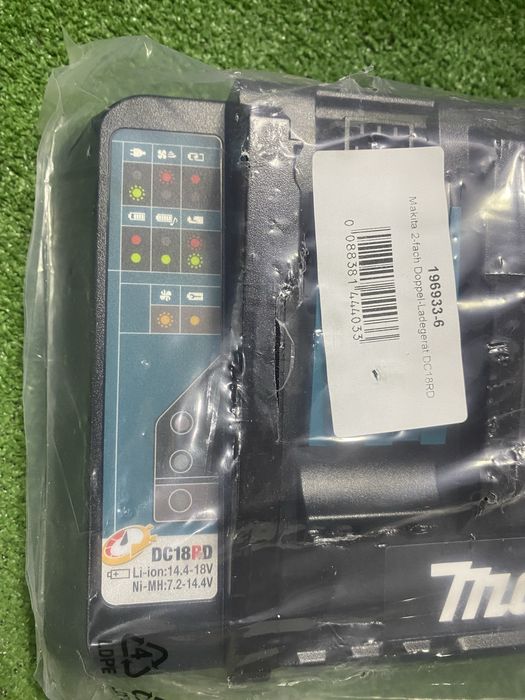 196933-6
Makita 2-fach Doppel-Ladegerät DC18RD
0 088381 444033
DC18RD
Li-ion:14.4-18V
Ni-MH:7.2-14.4V
4
LDPE